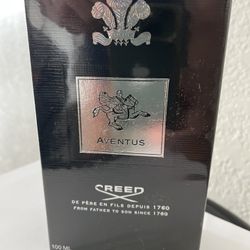 AVENTUS
CREED
DE PÈRE EN FILS DEPUIS 1760
FROM FATHER TO SON SINCE 1760
100 Ml